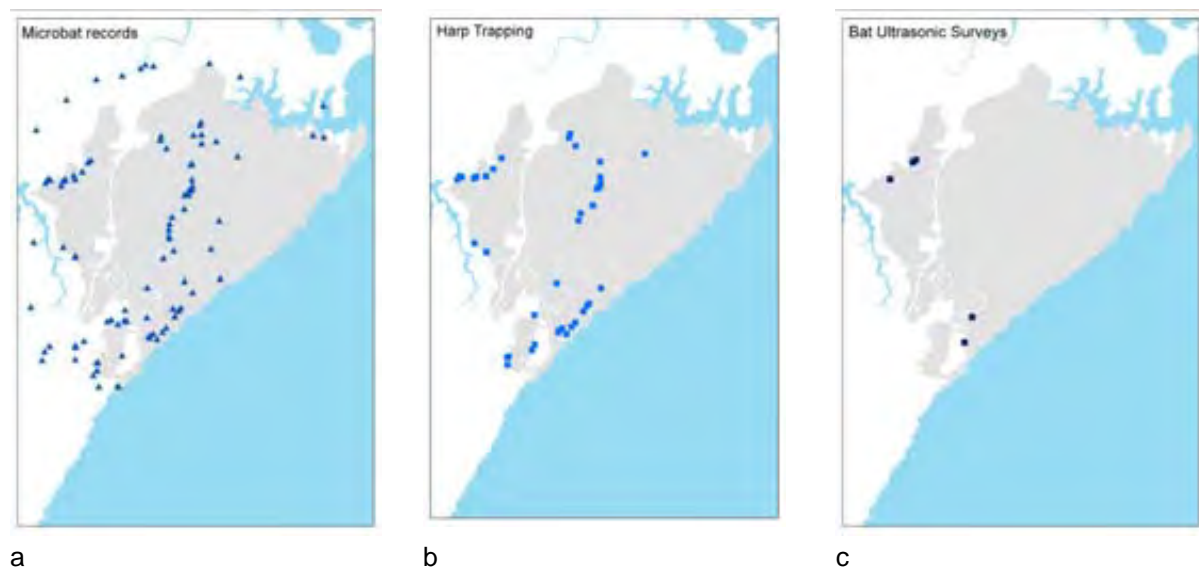 Microbat records
Harp Trapping
Bat Ultrasonic Surveys
a
b
c